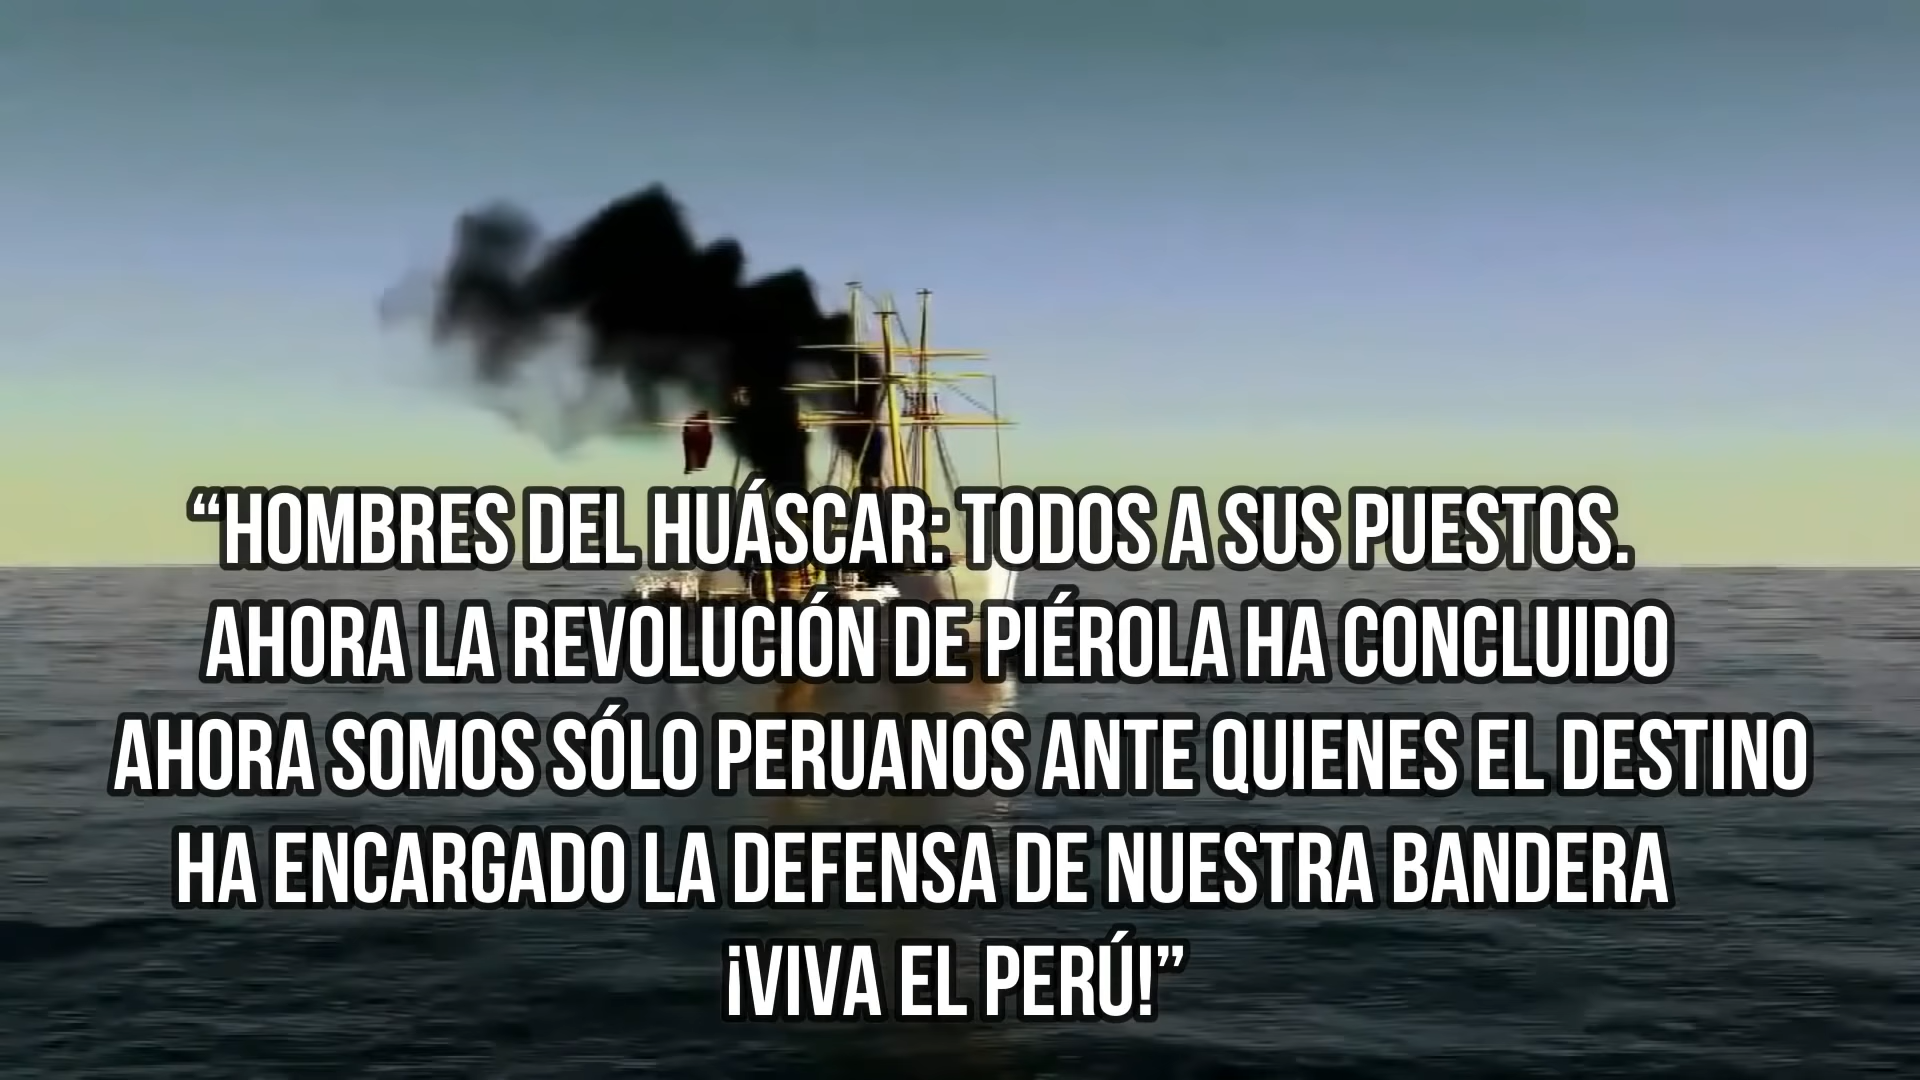 “HOMBRES DEL HUÁSCAR: TODOS A SUS PUESTOS.
AHORA LA REVOLUCIÓN DE PIÉROLA HA CONCLUIDO
AHORA SOMOS SÓLO PERUANOS ANTE QUIENES EL DESTINO
HA ENCARGADO LA DEFENSA DE NUESTRA BANDERA
¡VIVA EL PERÚ!”